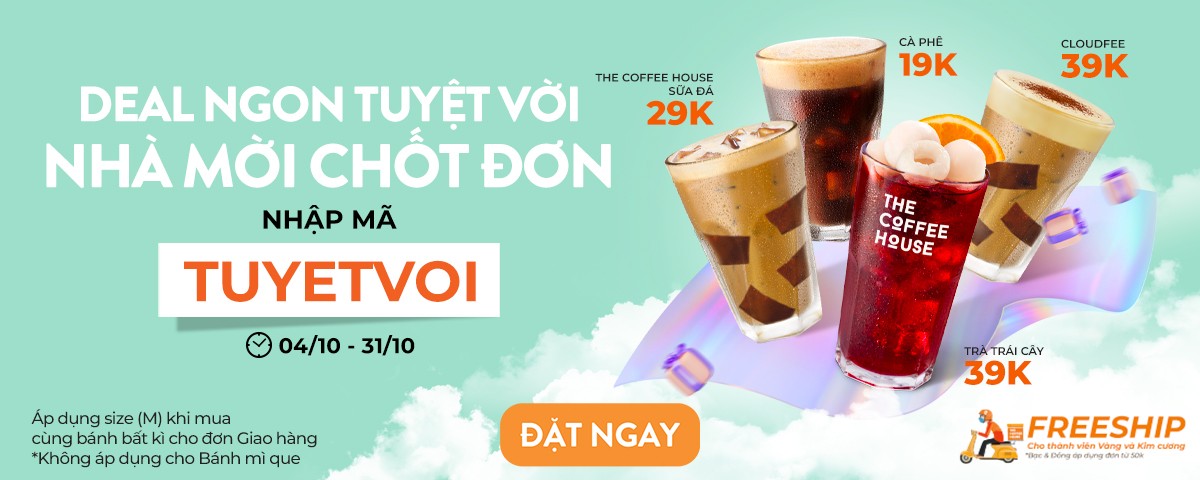 DEAL NGON TUYỆT VỜI
NHÀ MỜI CHỐT ĐƠN
NHẬP MÃ
TUYETVOI
04/10 - 31/10
Áp dụng size (M) khi mua
cùng bánh bất kì cho đơn Giao hàng
*Không áp dụng cho Bánh mì que
ĐẶT NGAY
THE COFFEE HOUSE
SỮA ĐÁ
29K
CÀ PHÊ
19K
CLOUDFEE
39K
THE
COFFEE
HOUSE
TRÀ TRÁI CÂY
39K
FREESHIP
Cho thành viên Vàng và Kim cương
*Bạc & Đồng áp dụng đơn từ 50k